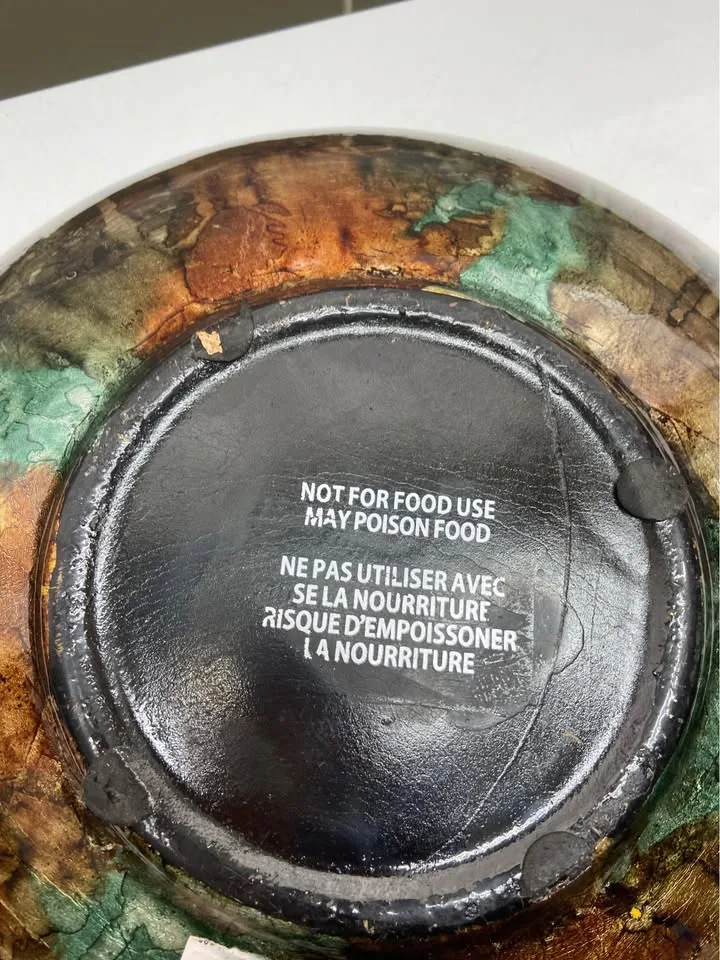 NOT FOR FOOD USE
MAY POISON FOOD
NE PAS UTILISER AVEC
SE LA NOURRITURE
RISQUE D'EMPOISSONER
LA NOURRITURE